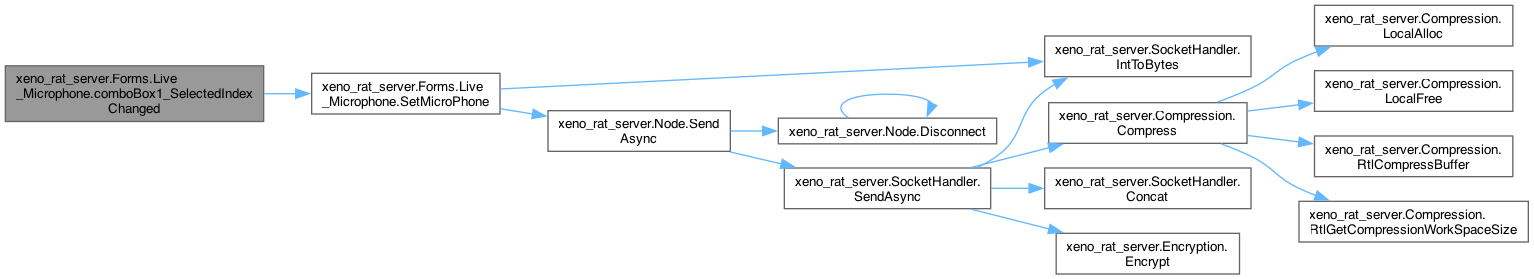 xeno_rat_server.Forms.Live
_Microphone.comboBox1_SelectedIndex
Changed
xeno_rat_server.Forms.Live
_Microphone.SetMicroPhone
xeno_rat_server.Node.Send
Async
xeno_rat_server.Node.Disconnect
xeno_rat_server.SocketHandler.
SendAsync
xeno_rat_server.SocketHandler.
IntToBytes
xeno_rat_server.Compression.
Compress
xeno_rat_server.SocketHandler.
Concat
xeno_rat_server.Encryption.
Encrypt
xeno_rat_server.Compression.
LocalAlloc
xeno_rat_server.Compression.
LocalFree
xeno_rat_server.Compression.
RtlCompressBuffer
xeno_rat_server.Compression.
RtlGetCompressionWorkSpaceSize